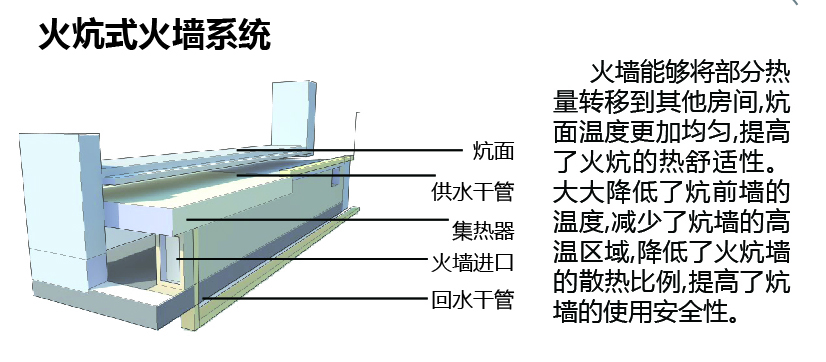 火炕式火墙系统
炕面
供水干管
集热器
火墙进口
回水干管
火墙能够将部分热
量转移到其他房间,炕
面温度更加均匀,提高
了火炕的热舒适性。
大大降低了炕前墙的
温度,减少了炕墙的高
温区域,降低了火炕墙
的散热比例,提高了炕
墙的使用安全性。